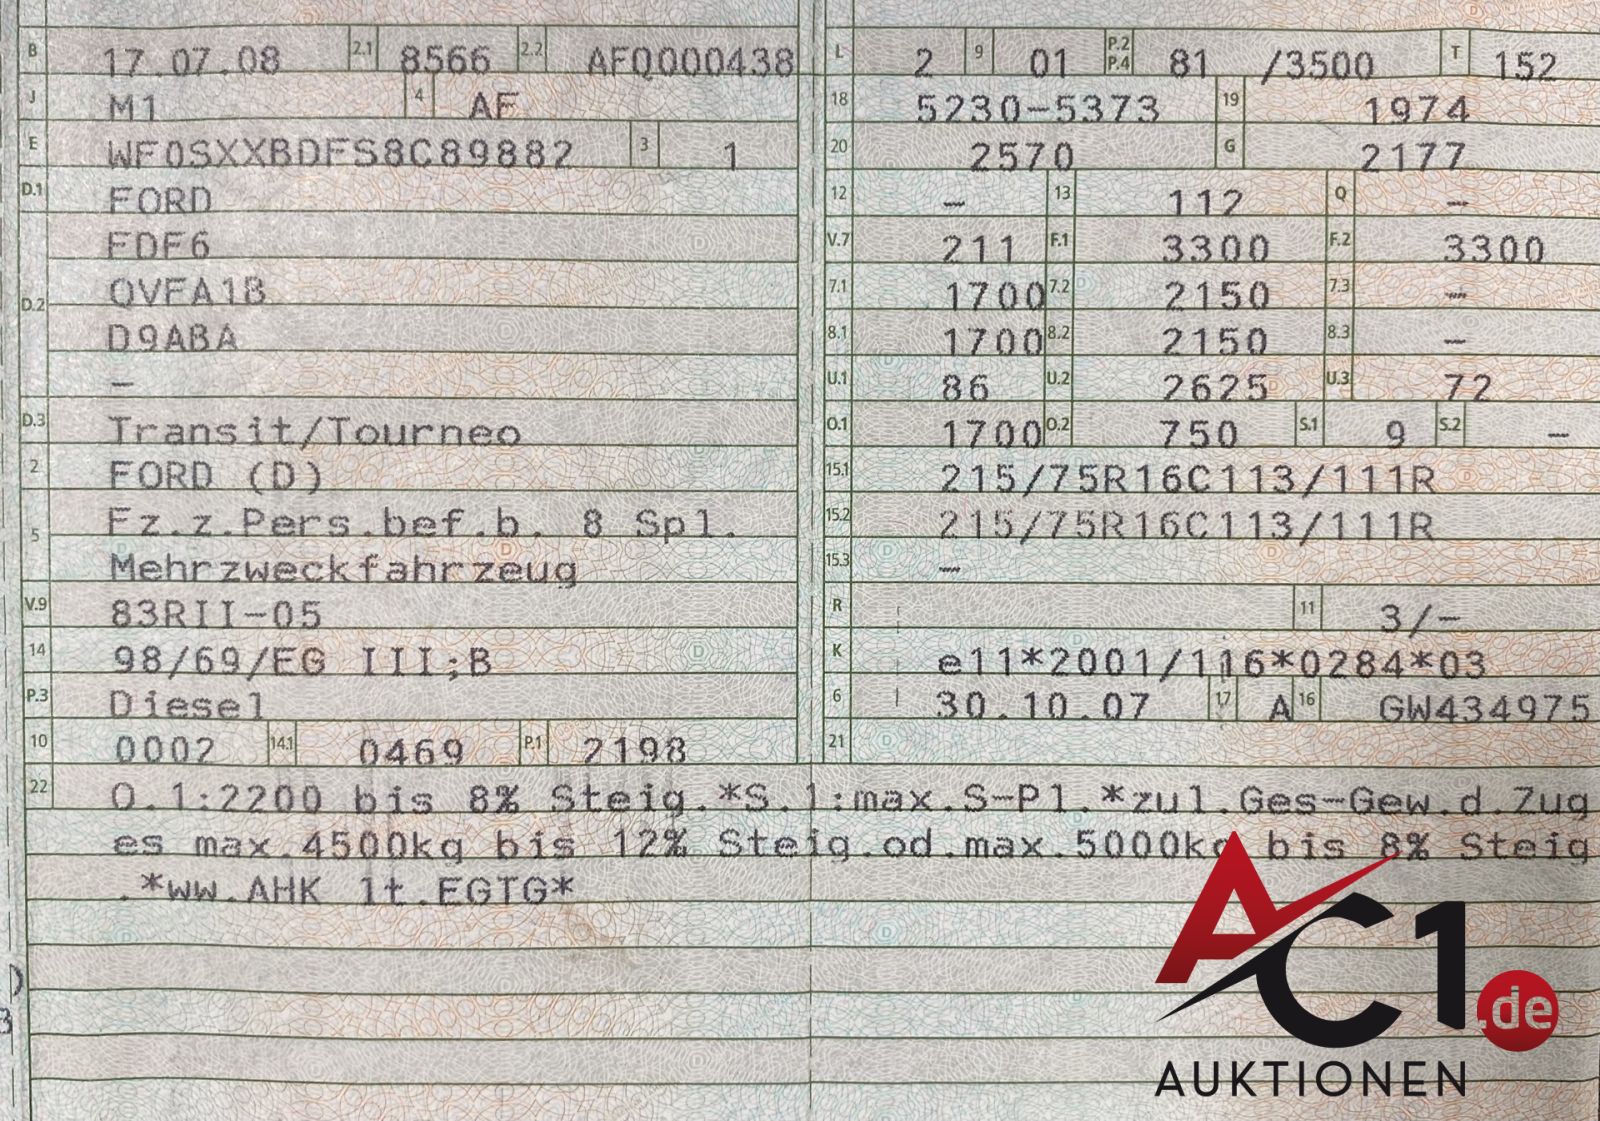 B 17.07.08 2.1 8566 2.2 AFQ000438
J M1 4 AF
E WF0SXXBDFS8C89882 3 1
D.1 FORD
FDF6
D.2 QVFA1B
D9ABA
–
D.3 Transit/Tourneo
2 FORD (D)
5 Fz.z.Pers.bef.b. 8 Spl.
Mehrzweckfahrzeug
V.9 83RII-05
14 98/69/EG III;B
P.3 Diesel
10 0002 14.1 0469 P.1 2198
L 2 9 01 P.2 P.4 81 /3500 T 152
18 5230-5373 19 1974
20 2570 G 2177
12 – 13 112 Q –
V.7 211 F.1 3300 F.2 3300
7.1 1700 7.2 2150 7.3 –
8.1 1700 8.2 2150 8.3 –
U.1 86 U.2 2625 U.3 72
O.1 1700 O.2 750 S.1 9 S.2 –
15.1 215/75R16C113/111R
15.2 215/75R16C113/111R
15.3 –
R 11 3/–
K e11*2001/116*0284*03
6 30.10.07 17 A 16 GW434975
21
22 O.1:2200 bis 8% Steig.*S.1:max.S-Pl.*zul.Ges-Gew.d.Zug
es max.4500kg bis 12% Steig.od.max.5000kg bis 8% Steig
.*ww.AHK lt.EGTG*
AC1.de
AUKTIONEN